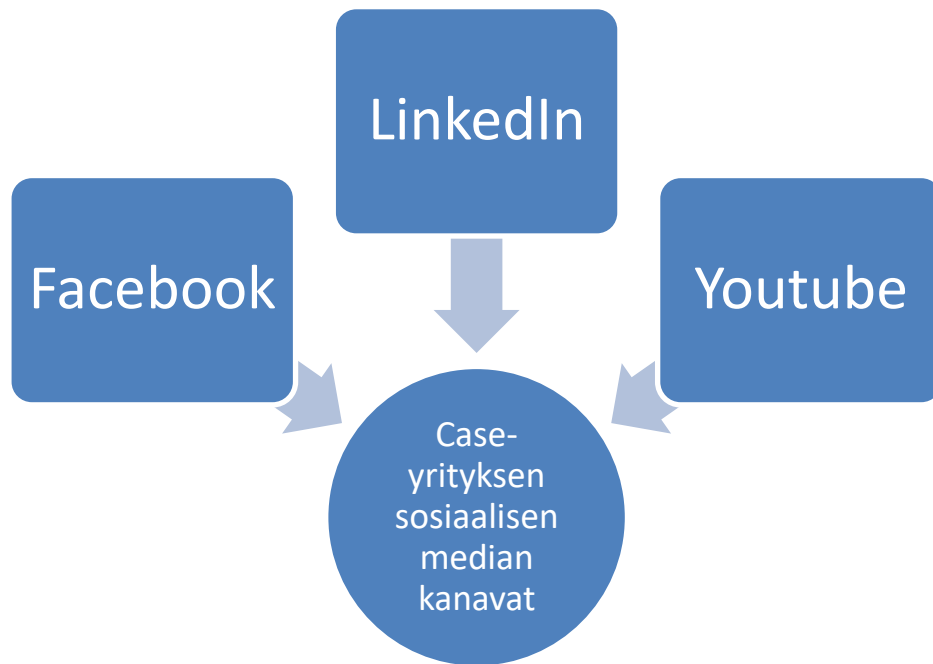 LinkedIn
Facebook
Youtube
Case-
yrityksen
sosiaalisen
median
kanavat